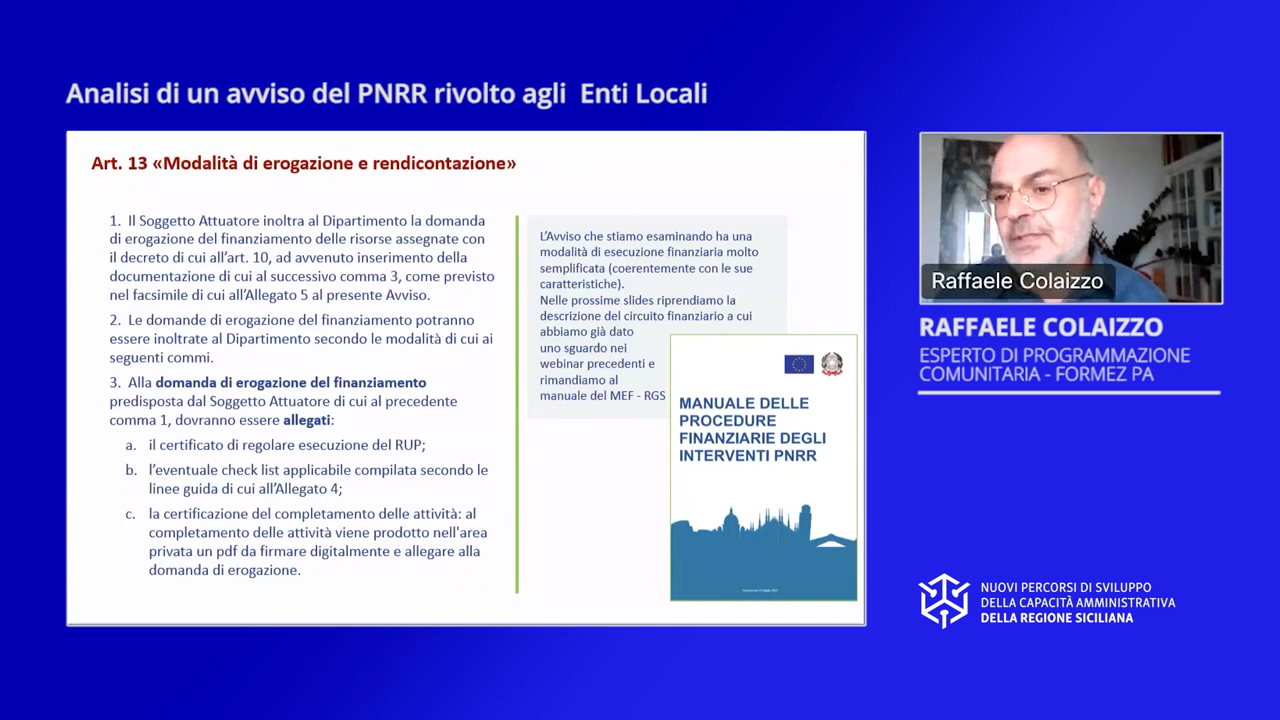 Analisi di un avviso del PNRR rivolto agli Enti Locali
Art. 13 «Modalità di erogazione e rendicontazione»
1. Il Soggetto Attuatore inoltra al Dipartimento la domanda
di erogazione del finanziamento delle risorse assegnate con
il decreto di cui all’art. 10, ad avvenuto inserimento della
documentazione di cui al successivo comma 3, come previsto
nel facsimile di cui all’Allegato 5 al presente Avviso.
2. Le domande di erogazione del finanziamento potranno
essere inoltrate al Dipartimento secondo le modalità di cui ai
seguenti commi.
3. Alla domanda di erogazione del finanziamento
predisposta dal Soggetto Attuatore di cui al precedente
comma 1, dovranno essere allegati:
a. il certificato di regolare esecuzione del RUP;
b. l’eventuale check list applicabile compilata secondo le
linee guida di cui all’Allegato 4;
c. la certificazione del completamento delle attività: al
completamento delle attività viene prodotto nell'area
privata un pdf da firmare digitalmente e allegare alla
domanda di erogazione.
L’Avviso che stiamo esaminando ha una
modalità di esecuzione finanziaria molto
semplificata (coerentemente con le sue
caratteristiche).
Nelle prossime slides riprendiamo la
descrizione del circuito finanziario a cui
abbiamo già dato
uno sguardo nei
webinar precedenti e
rimandiamo al
manuale del MEF - RGS
MANUALE DELLE
PROCEDURE
FINANZIARIE DEGLI
INTERVENTI PNRR
Raffaele Colaizzo
RAFFAELE COLAIZZO
ESPERTO DI PROGRAMMAZIONE
COMUNITARIA - FORMEZ PA
NUOVI PERCORSI DI SVILUPPO
DELLA CAPACITÀ AMMINISTRATIVA
DELLA REGIONE SICILIANA